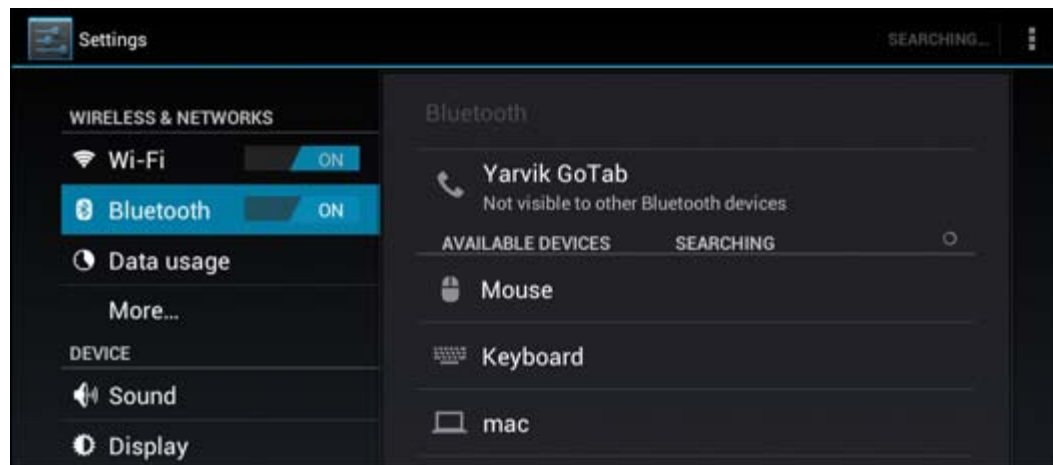 Settings
SEARCHING...
WIRELESS & NETWORKS
Wi-Fi ON
Bluetooth ON
Data usage
More...
DEVICE
Sound
Display
Bluetooth
Yarvik GoTab
Not visible to other Bluetooth devices
AVAILABLE DEVICES SEARCHING
Mouse
Keyboard
mac